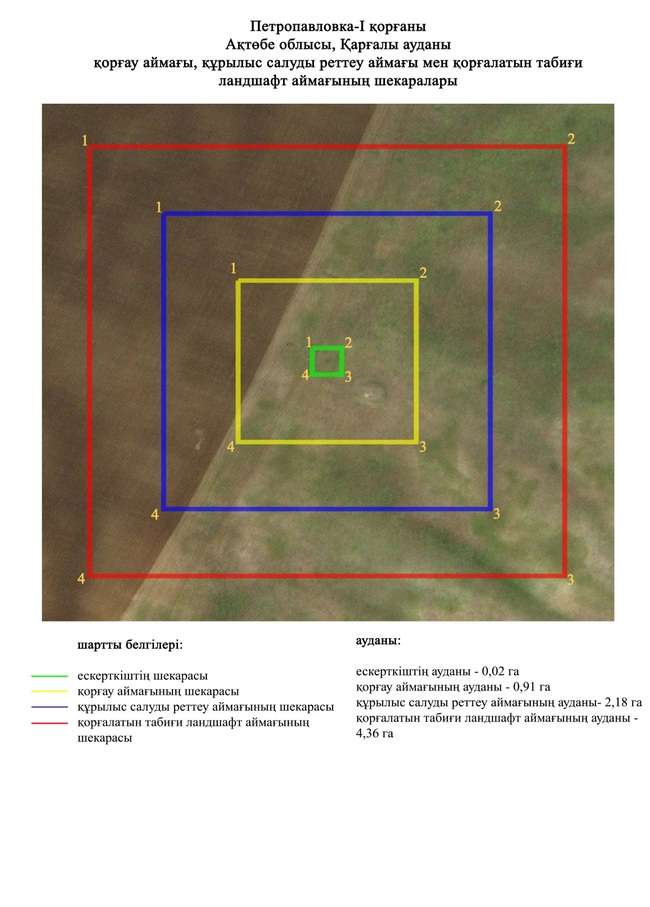 Петропавловка-І қорғаны
Ақтөбе облысы, Қарғалы ауданы
қорғау аймағы, құрылыс салуды реттеу аймағы мен қорғалатын табиғи
ландшафт аймағының шекаралары
1 2
1 2
1 2
1 2
4 3
4 3
4 3
4 3
шартты белгілері:
ескерткіштің шекарасы
қорғау аймағының шекарасы
құрылыс салуды реттеу аймағының шекарасы
қорғалатын табиғи ландшафт аймағының
шекарасы
ауданы:
ескерткіштің ауданы - 0,02 га
қорғау аймағының ауданы - 0,91 га
құрылыс салуды реттеу аймағының ауданы- 2,18 га
қорғалатын табиғи ландшафт аймағының ауданы -
4,36 га